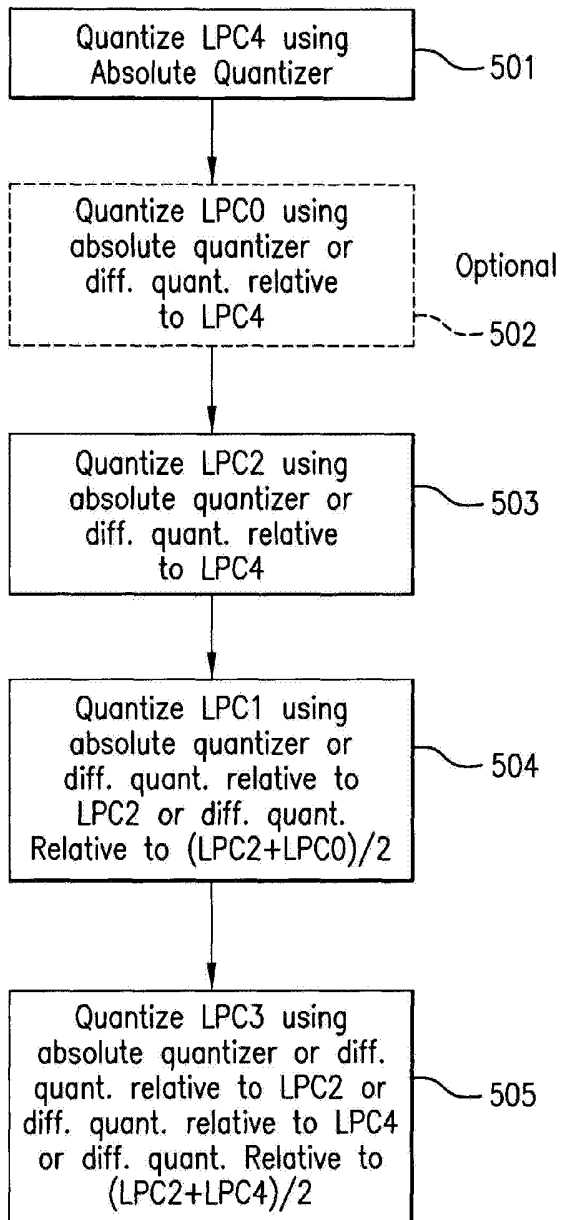 Quantize LPC4 using
Absolute Quantizer
501
Quantize LPC0 using
absolute quantizer or
diff. quant. relative
to LPC4
Optional
502
Quantize LPC2 using
absolute quantizer or
diff. quant. relative
to LPC4
503
Quantize LPC1 using
absolute quantizer or
diff. quant. relative to
LPC2 or diff. quant.
Relative to (LPC2+LPC0)/2
504
Quantize LPC3 using
absolute quantizer or diff.
quant. relative to LPC2 or
diff. quant. relative to LPC4
or diff. quant. Relative to
(LPC2+LPC4)/2
505